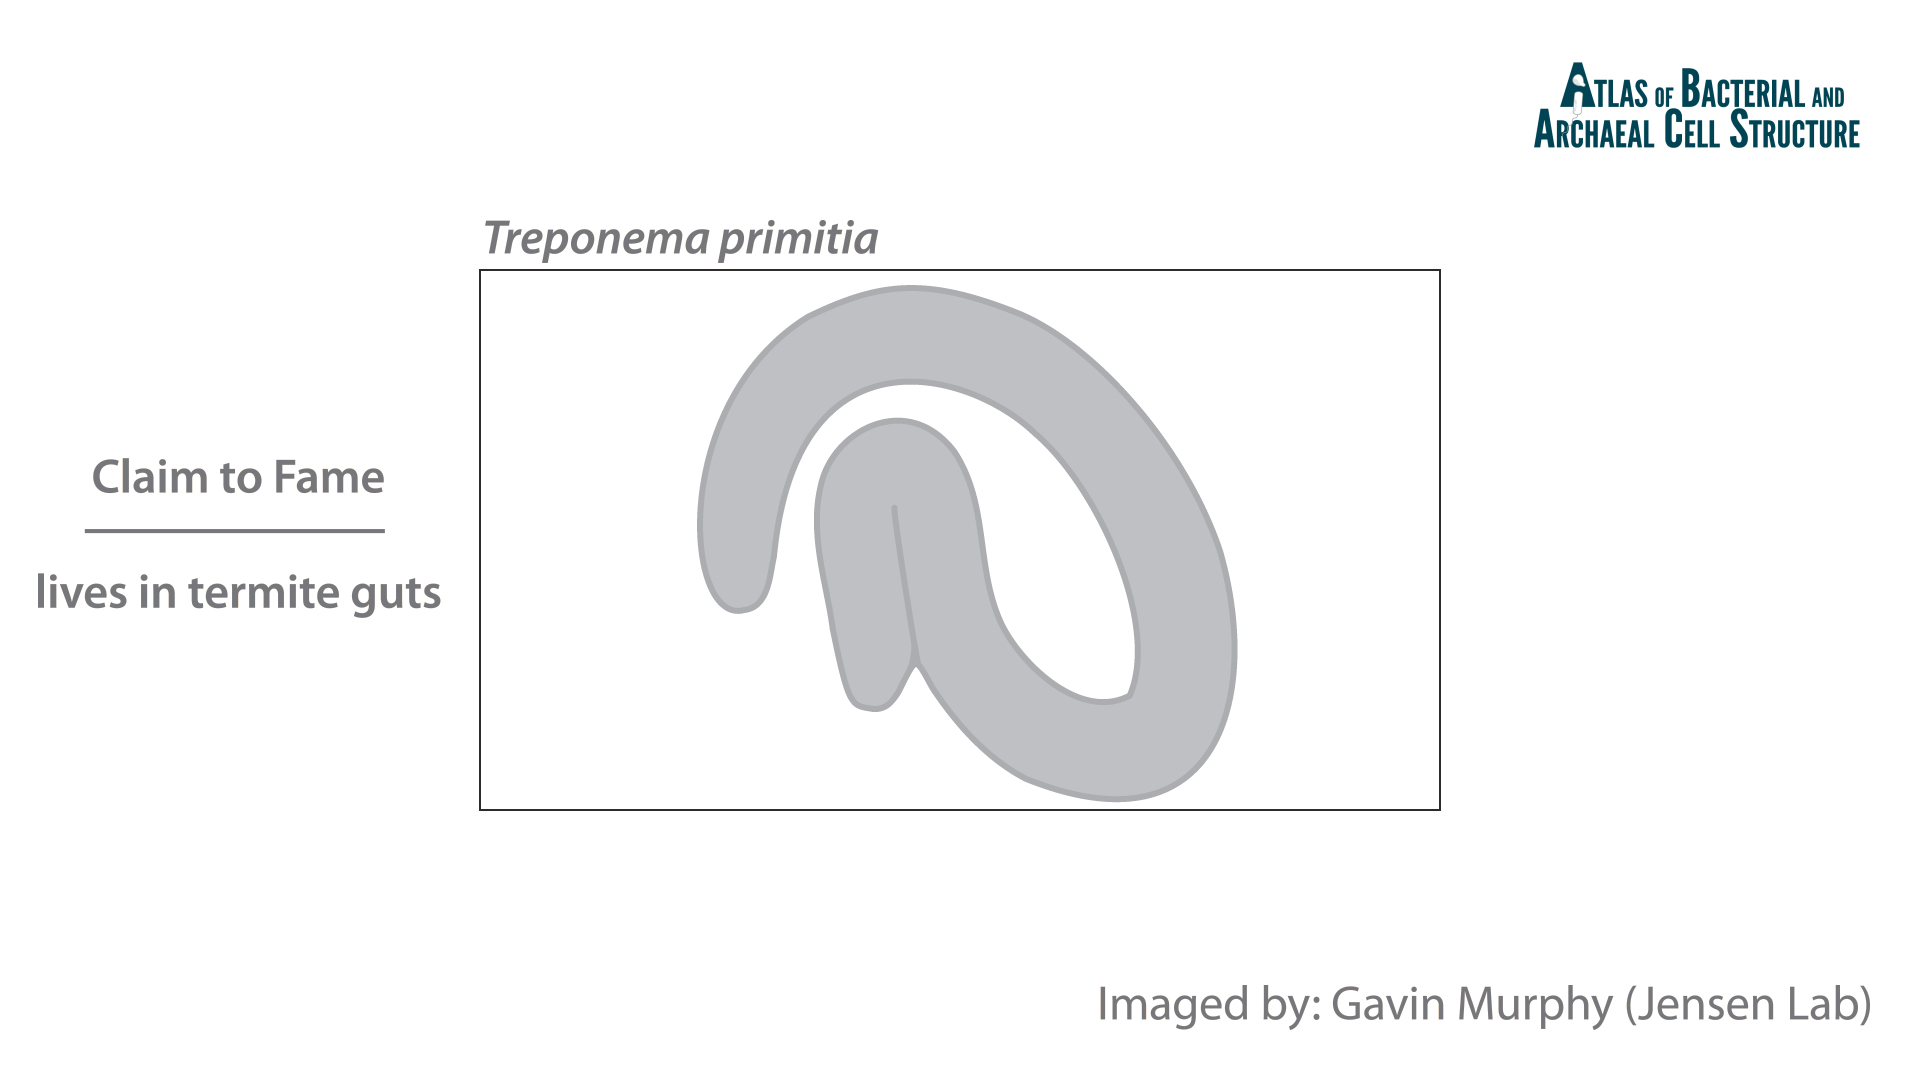 Atlas of Bacterial and
Archaeal Cell Structure
Treponema primitia
Claim to Fame
lives in termite guts
Imaged by: Gavin Murphy (Jensen Lab)